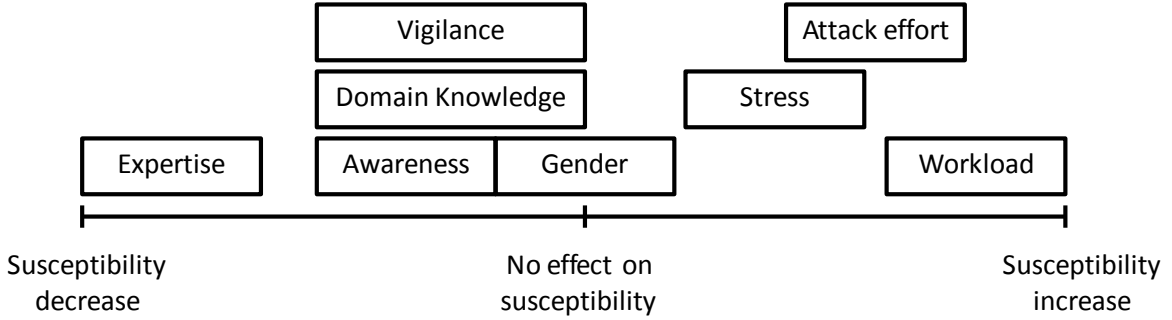 Vigilance
Attack effort
Domain Knowledge
Stress
Expertise
Awareness
Gender
Workload
Susceptibility
decrease
No effect on
susceptibility
Susceptibility
increase